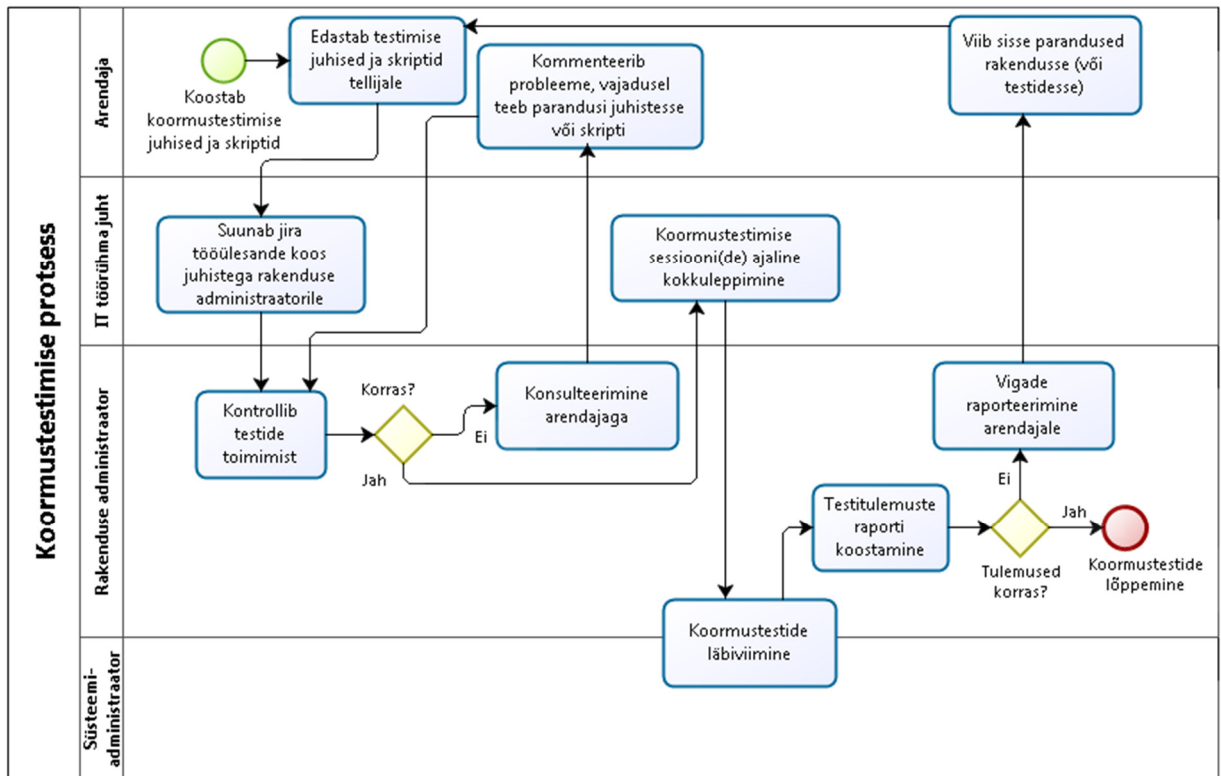 Koormustestimise protsess
Arendaja
Koostab
koormustestimise
juhised ja skriptid
Edastab testimise
juhised ja skriptid
tellijale
Kommenteerib
probleeme, vajadusel
teeb parandusi juhistesse
või skripti
Viib sisse parandused
rakendusse (või
testidesse)
IT töörühma juht
Suunab jira
tööülesande koos
juhistega rakenduse
administraatorile
Koormustestimise
sessiooni(de) ajaline
kokkuleppimine
Rakenduse administraator
Kontrollib
testide
toimimist
Korras?
Ei
Jah
Konsulteerimine
arendajaga
Vigade
raporteerimine
arendajale
Testitulemuste
raporti
koostamine
Ei
Jah
Tulemused
korras?
Koormustestide
lõppemine
Koormustestide
läbiviimine
Süsteemi-
administraator